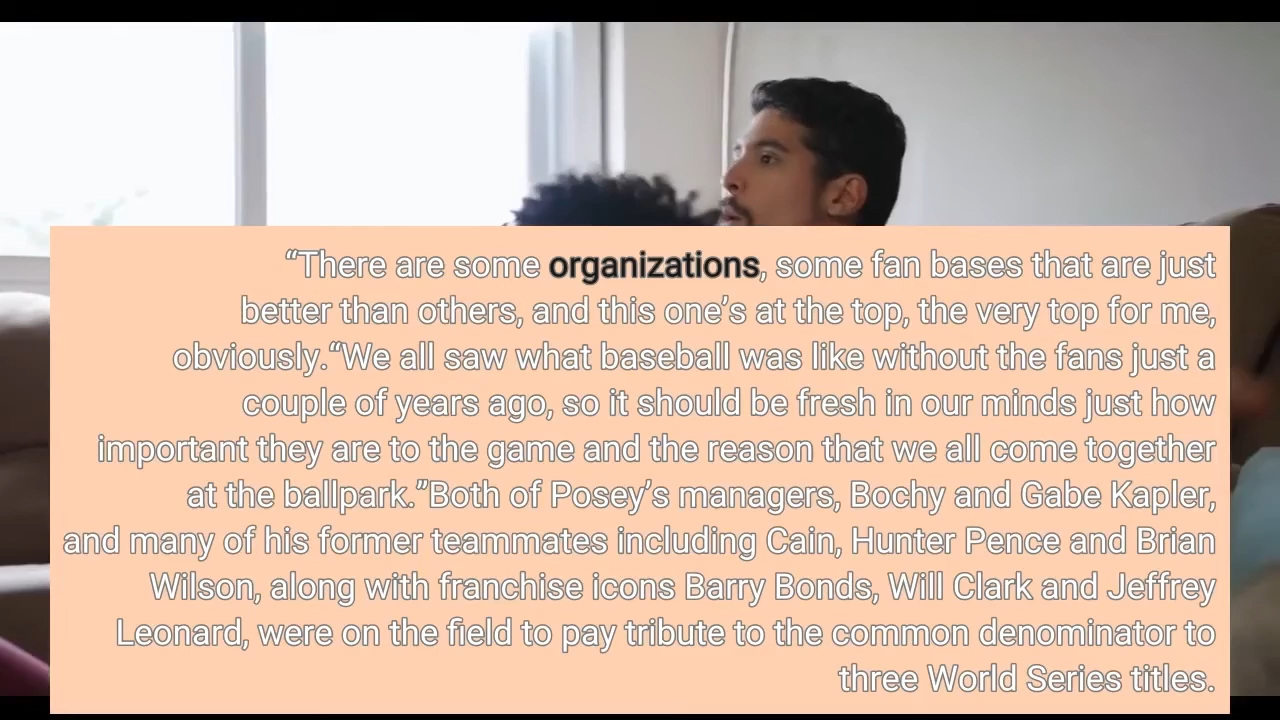 “There are some organizations, some fan bases that are just
better than others, and this one’s at the top, the very top for me,
obviously.“We all saw what baseball was like without the fans just a
couple of years ago, so it should be fresh in our minds just how
important they are to the game and the reason that we all come together
at the ballpark.”Both of Posey’s managers, Bochy and Gabe Kapler,
and many of his former teammates including Cain, Hunter Pence and Brian
Wilson, along with franchise icons Barry Bonds, Will Clark and Jeffrey
Leonard, were on the field to pay tribute to the common denominator to
three World Series titles.